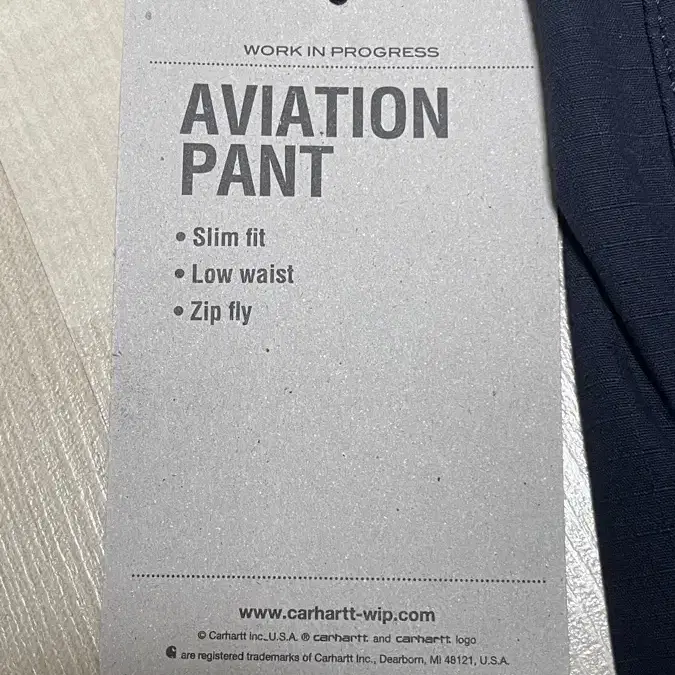 WORK IN PROGRESS
AVIATION
PANT
• Slim fit
• Low waist
• Zip fly
www.carhartt-wip.com
© Carhartt Inc., U.S.A. ® carhartt and carhartt logo
are registered trademarks of Carhartt Inc., Dearborn, MI 48121, U.S.A.